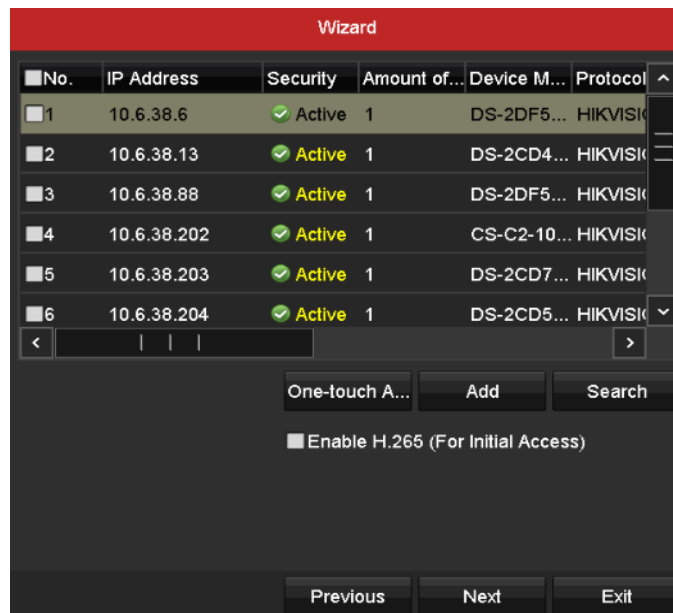 Wizard
No. IP Address Security Amount of... Device M... Protocol
1 10.6.38.6 Active 1 DS-2DF5... HIKVISI
2 10.6.38.13 Active 1 DS-2CD4... HIKVISI
3 10.6.38.88 Active 1 DS-2DF5... HIKVISI
4 10.6.38.202 Active 1 CS-C2-10... HIKVISI
5 10.6.38.203 Active 1 DS-2CD7... HIKVISI
6 10.6.38.204 Active 1 DS-2CD5... HIKVISI
One-touch A... Add Search
Enable H.265 (For Initial Access)
Previous Next Exit